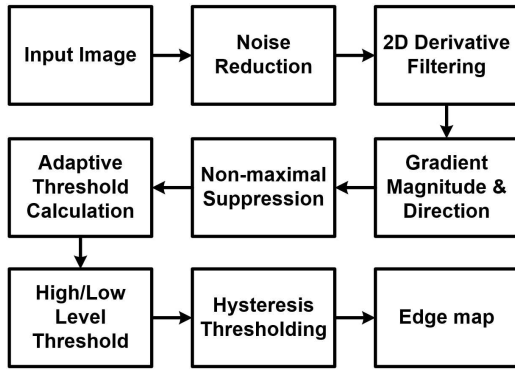 Input Image
Noise
Reduction
2D Derivative
Filtering
Adaptive
Threshold
Calculation
Non-maximal
Suppression
Gradient
Magnitude &
Direction
High/Low
Level
Threshold
Hysteresis
Thresholding
Edge map